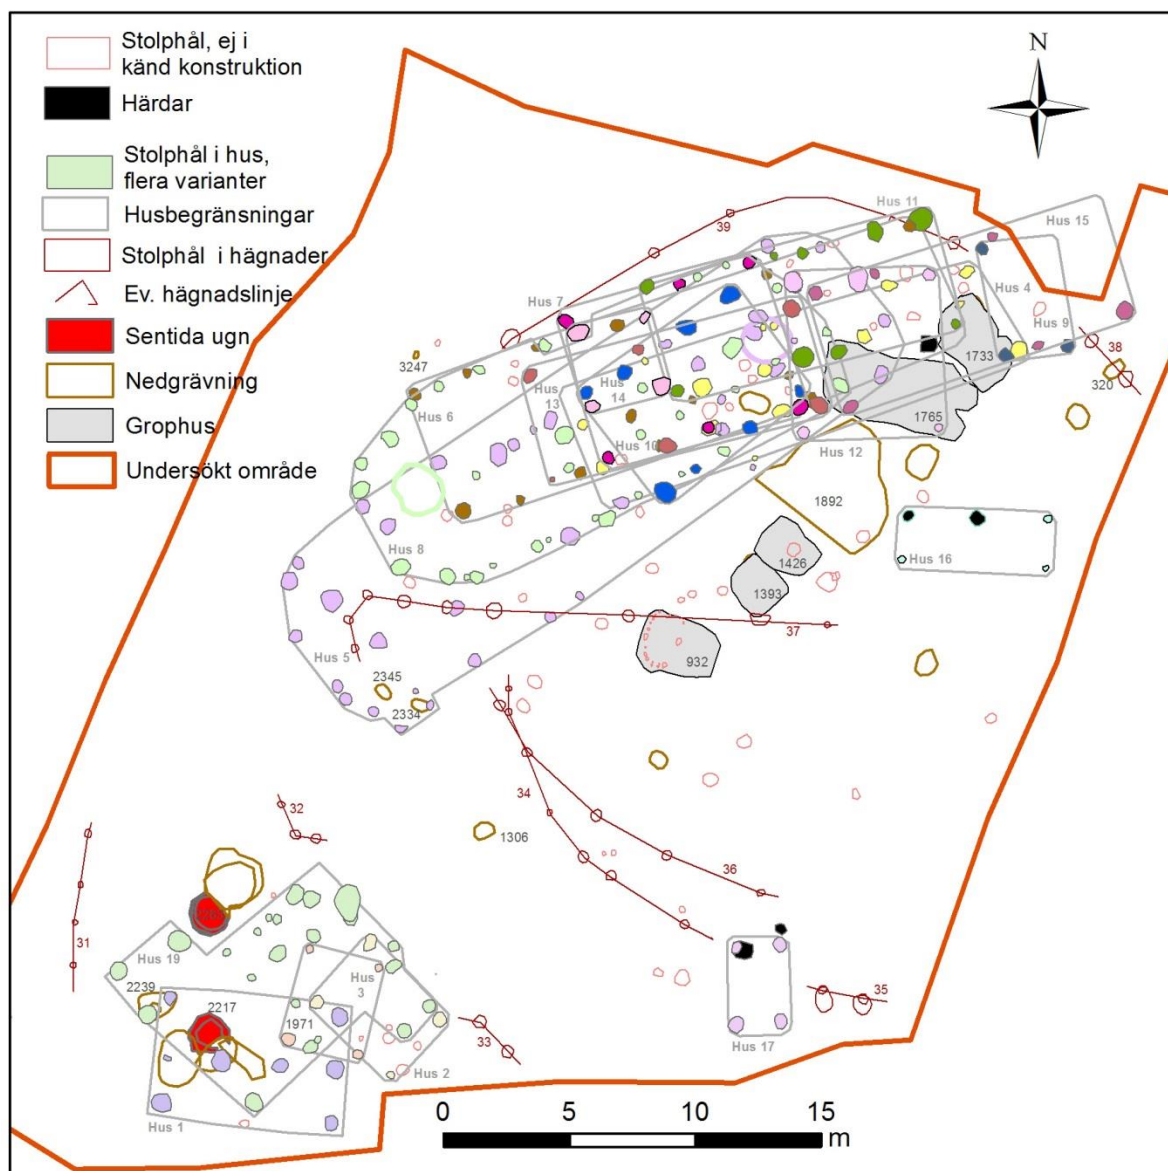 Stolphål, ej i
känd konstruktion
Härdar
Stolphål i hus,
flera varianter
Husbegränsningar
Stolphål i hägnader
Ev. hägnadslinje
Sentida ugn
Nedgrävning
Grophus
Undersökt område
N
Hus 11
Hus 15
39
Hus 7
Hus 4
Hus 9
38
3247
1733
320
Hus 6
Hus 13
Hus 14
1765
Hus 10
Hus 12
1892
Hus 8
1426
Hus 16
1393
37
Hus 5
932
2345
2334
34
32
1306
36
31
Hus 19
Hus 3
35
2239
2217
1971
33
Hus 17
Hus 2
Hus 1
0 5 10 15
m